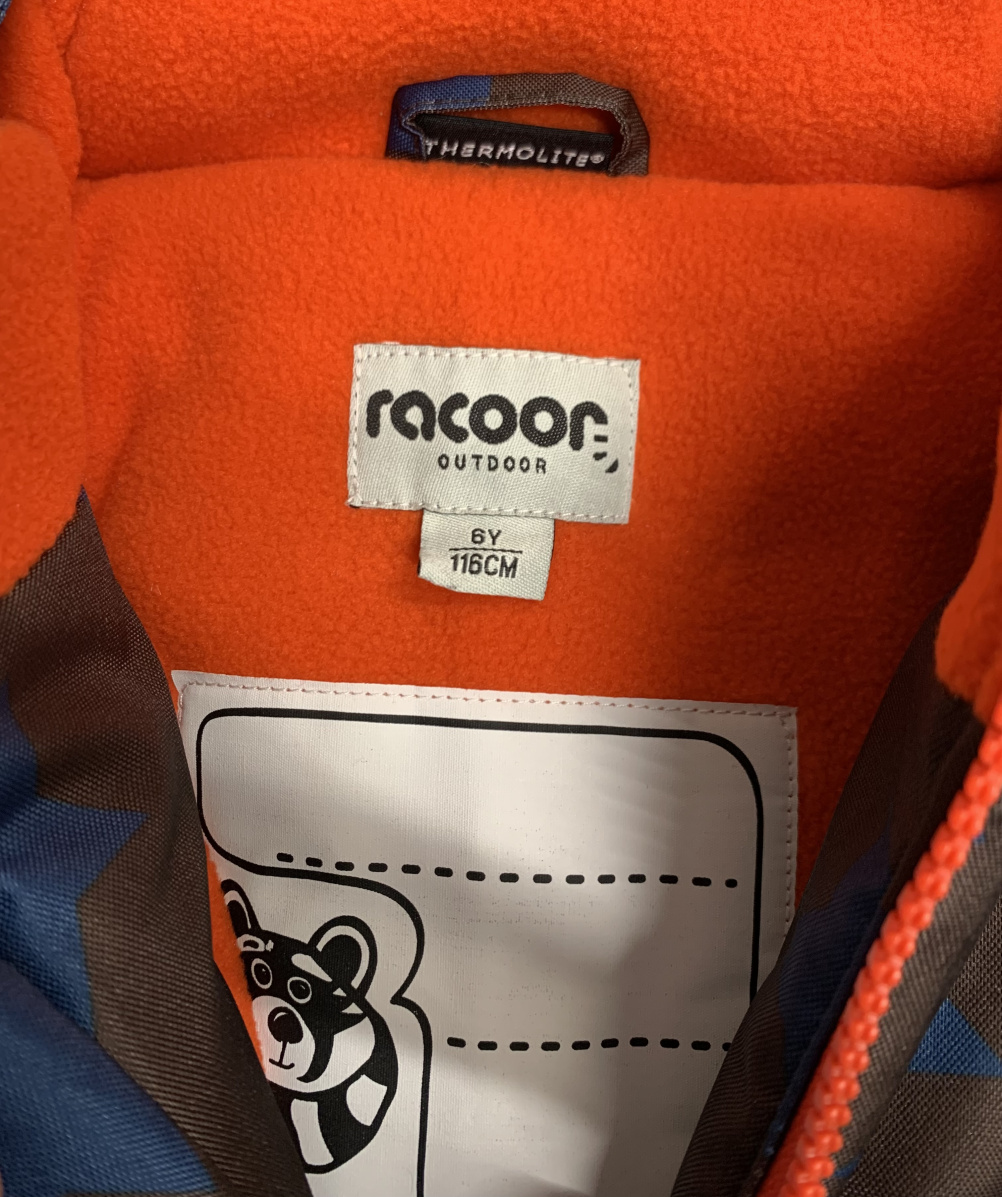 THERMOLITE®
racoon
OUTDOOR
6Y
116CM